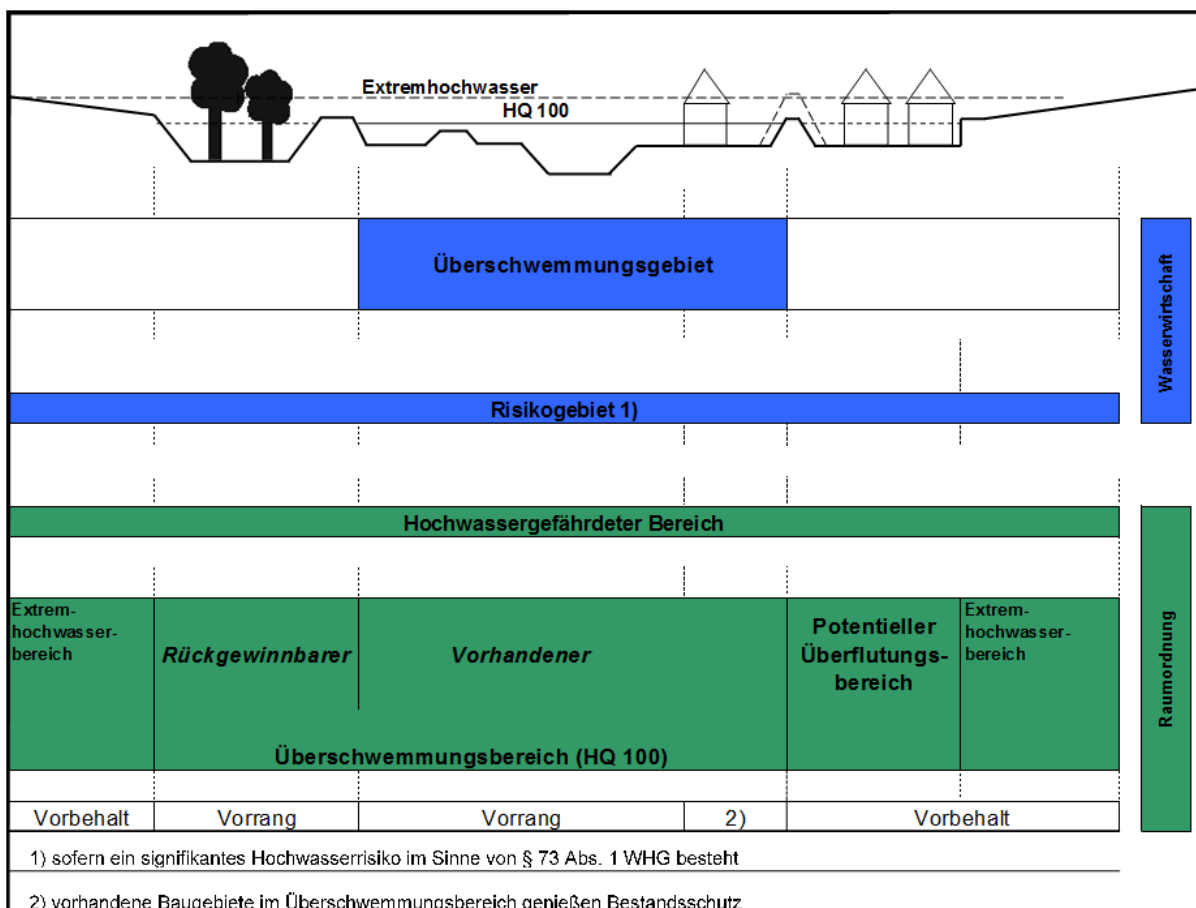 Extremhochwasser
HQ 100
Überschwemmungsgebiet
Wasserwirtschaft
Risikogebiet 1)
Hochwassergefährdeter Bereich
Extrem-
hochwasser-
bereich
Rückgewinnbarer
Vorhandener
Potentieller
Überflutungs-
bereich
Extrem-
hochwasser-
bereich
Raumordnung
Überschwemmungsbereich (HQ 100)
Vorbehalt Vorrang Vorrang 2) Vorbehalt
1) sofern ein signifikantes Hochwasserrisiko im Sinne von § 73 Abs. 1 WHG besteht
2) vorhandene Baugebiete im Überschwemmungsbereich genießen Bestandsschutz